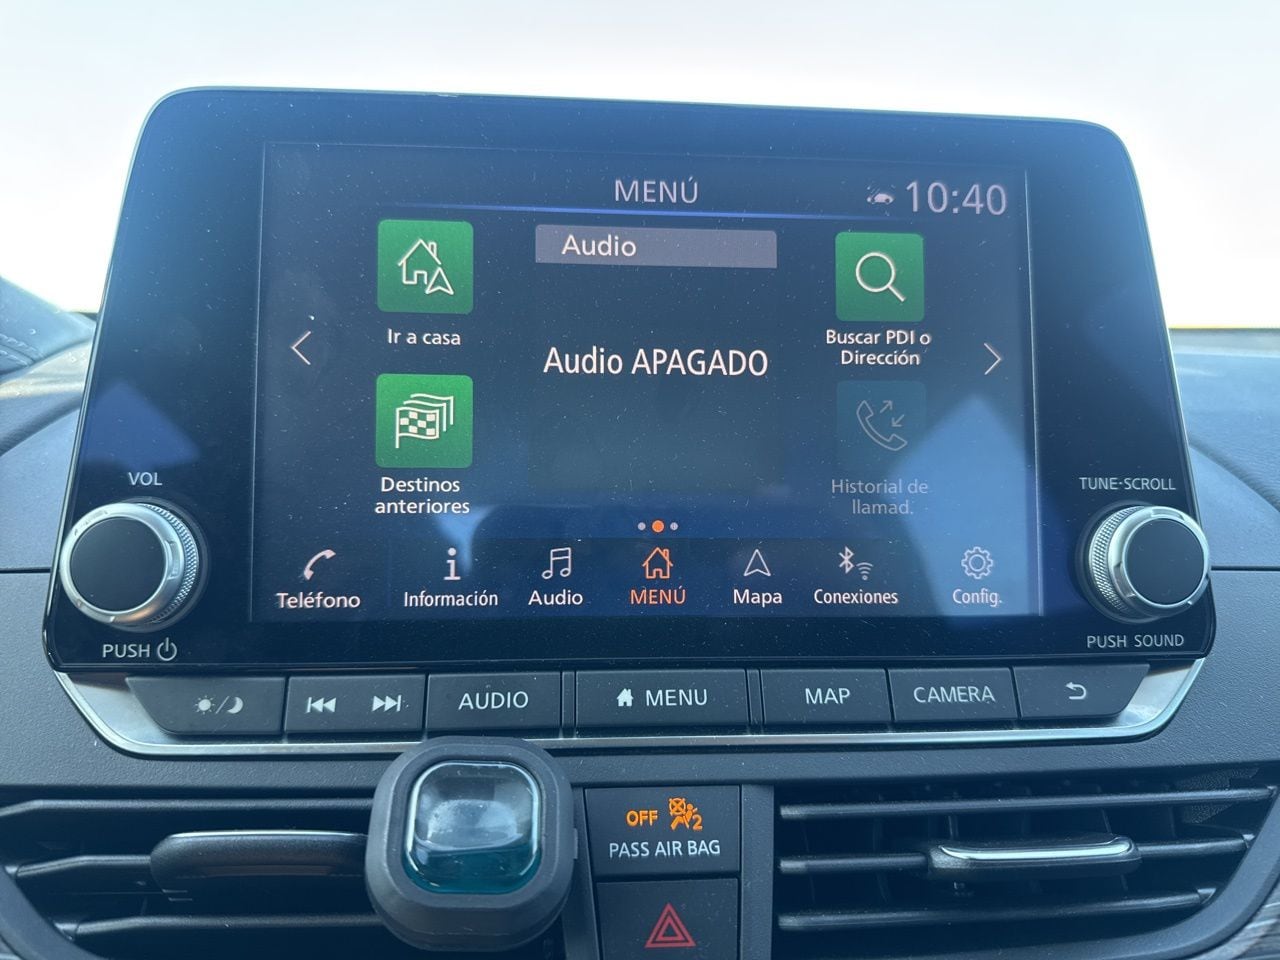 MENÚ
10:40
Audio
Ir a casa
Audio APAGADO
Buscar PDI o
Dirección
Destinos
anteriores
Historial de
llamad.
VOL
TUNE·SCROLL
Teléfono
Información
Audio
MENÚ
Mapa
Conexiones
Config.
PUSH
PUSH SOUND
AUDIO
MENU
MAP
CAMERA
OFF 2
PASS AIR BAG